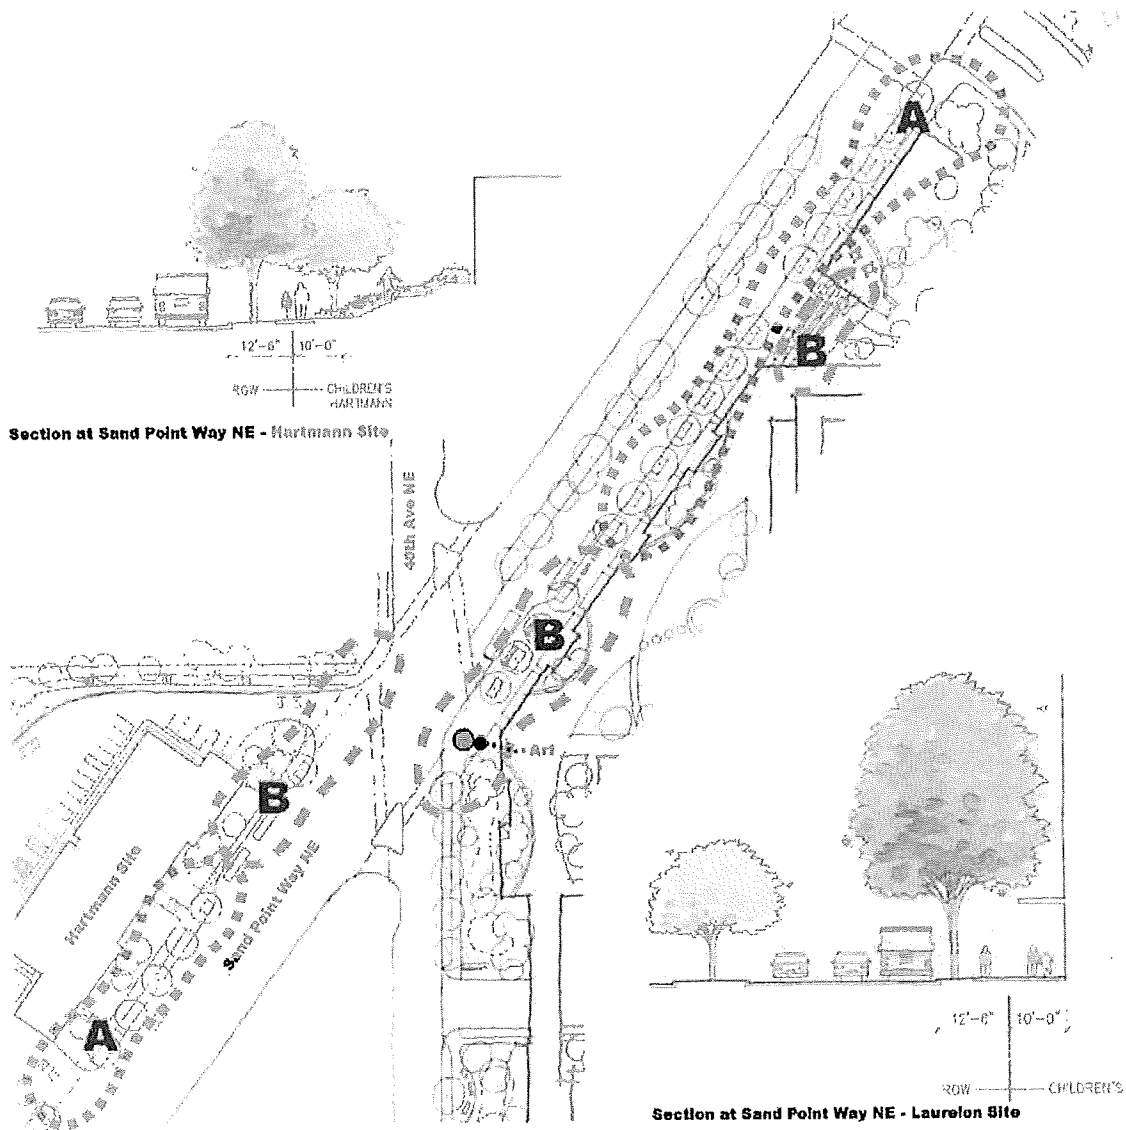 A
B
12'-6" 10'-0"
ROW CHILDREN'S
HARTMANN
Section at Sand Point Way NE - Hartmann Site
40th Ave NE
B
Art
B
Hartmann Site
Sand Point Way NE
A
12'-6" 10'-0"
ROW CHILDREN'S
Section at Sand Point Way NE - Laurelon Site